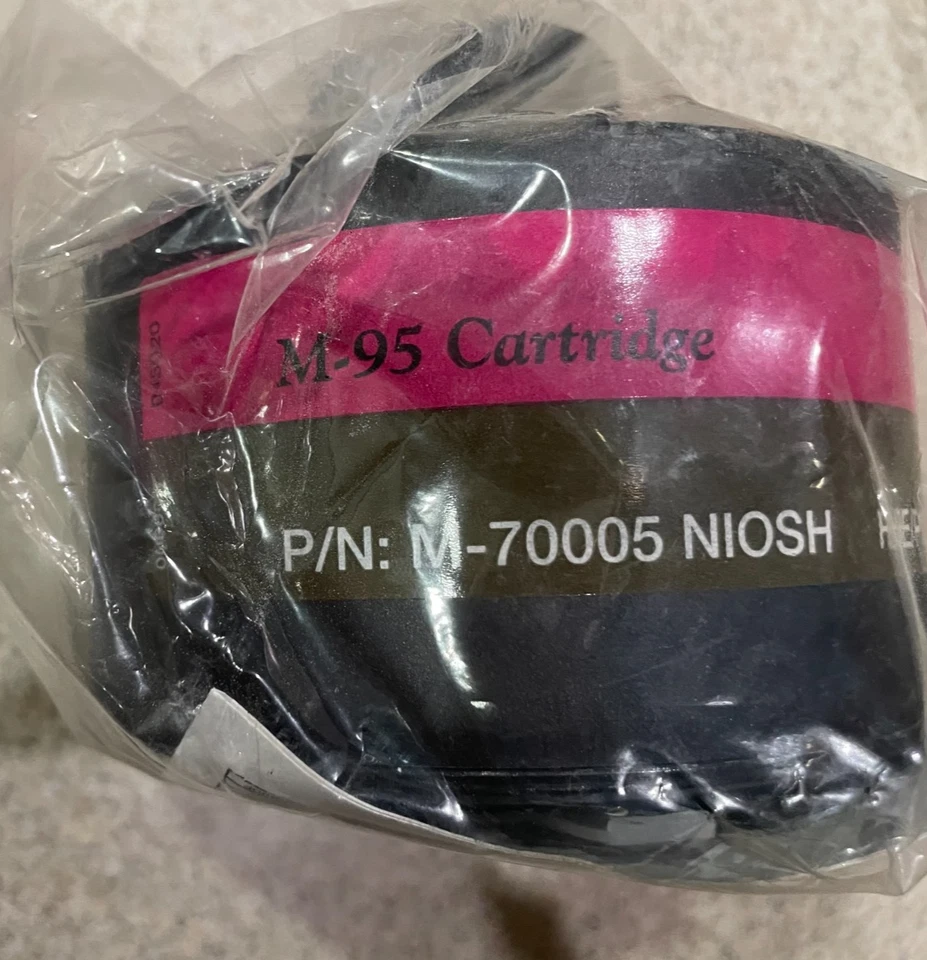 M-95 Cartridge
P/N: M-70005 NIOSH